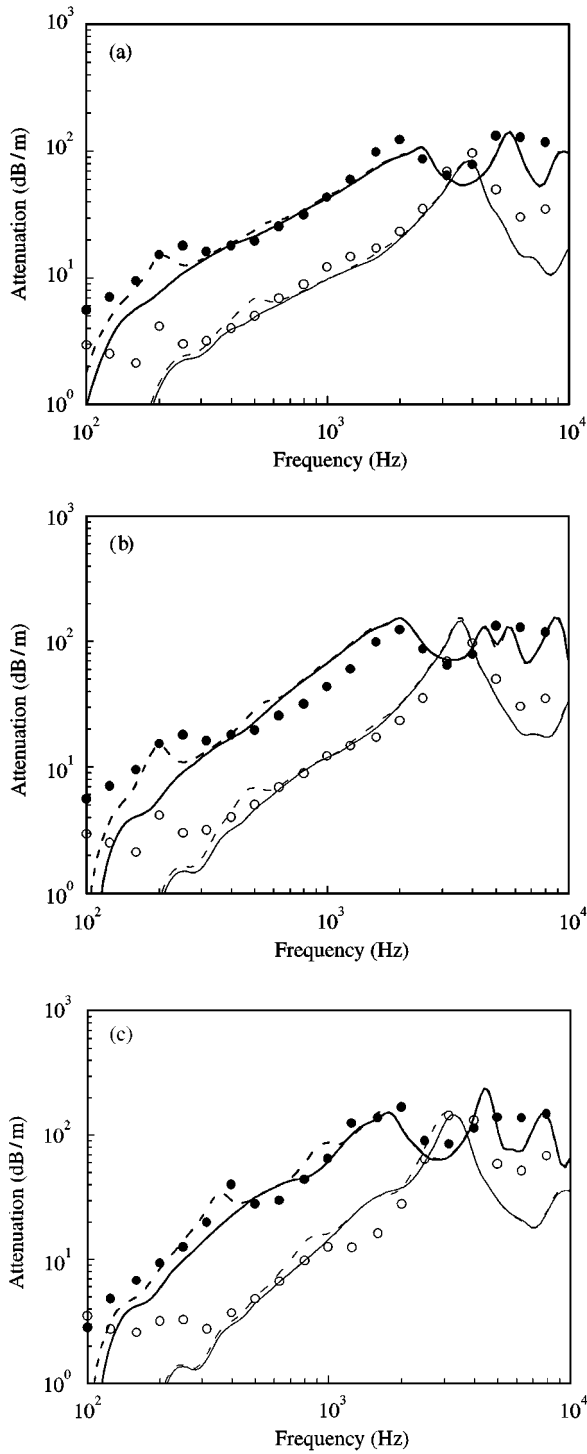 10³
(a)
10²
Attenuation (dB/m)
10¹
10⁰
10² 10³ 10⁴
Frequency (Hz)
10³
(b)
10²
Attenuation (dB/m)
10¹
10⁰
10² 10³ 10⁴
Frequency (Hz)
10³
(c)
10²
Attenuation (dB/m)
10¹
10⁰
10² 10³ 10⁴
Frequency (Hz)